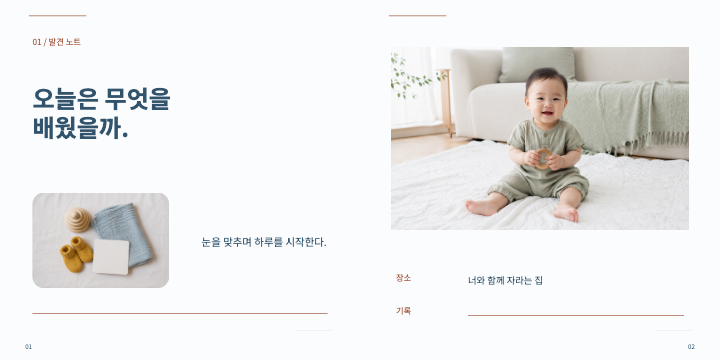 01 / 발견 노트
오늘은 무엇을
배웠을까.
눈을 맞추며 하루를 시작한다.
01
장소
너와 함께 자라는 집
기록
02